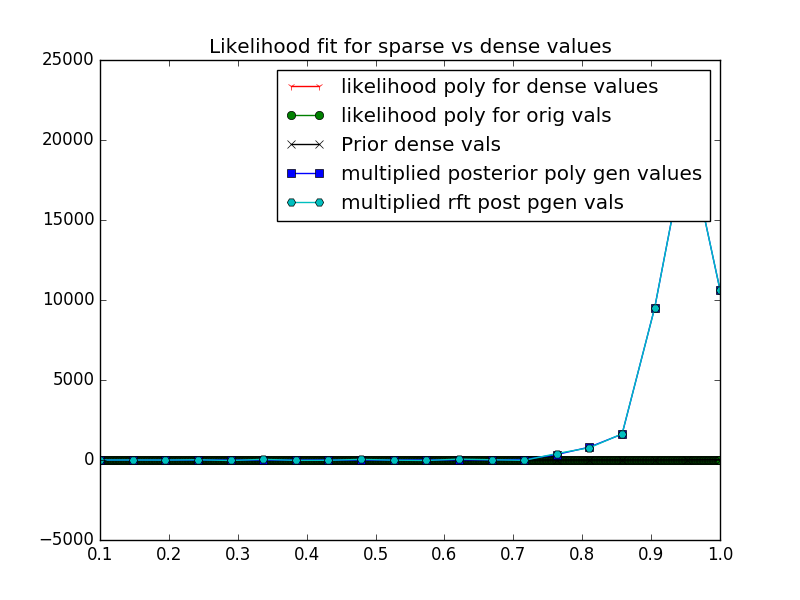 Likelihood fit for sparse vs dense values
25000
20000
15000
10000
5000
0
−5000
likelihood poly for dense values
likelihood poly for orig vals
Prior dense vals
multiplied posterior poly gen values
multiplied rft post pgen vals
0.1 0.2 0.3 0.4 0.5 0.6 0.7 0.8 0.9 1.0